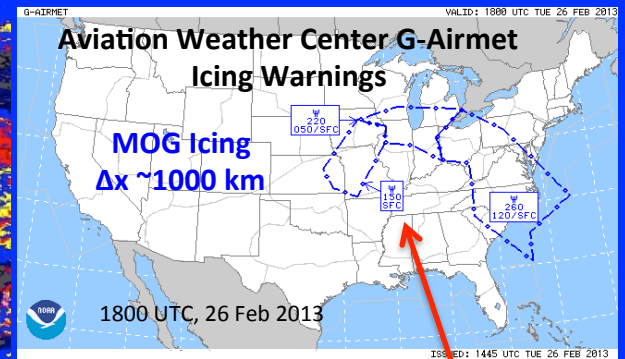 G-AIRMET
VALID: 1800 UTC TUE 26 FEB 2013
Aviation Weather Center G-Airmet
Icing Warnings
220
050/SFC
MOG Icing
Δx ~1000 km
150
SFC
260
120/SFC
NOAA
1800 UTC, 26 Feb 2013
ISSUED: 1445 UTC TUE 26 FEB 2013